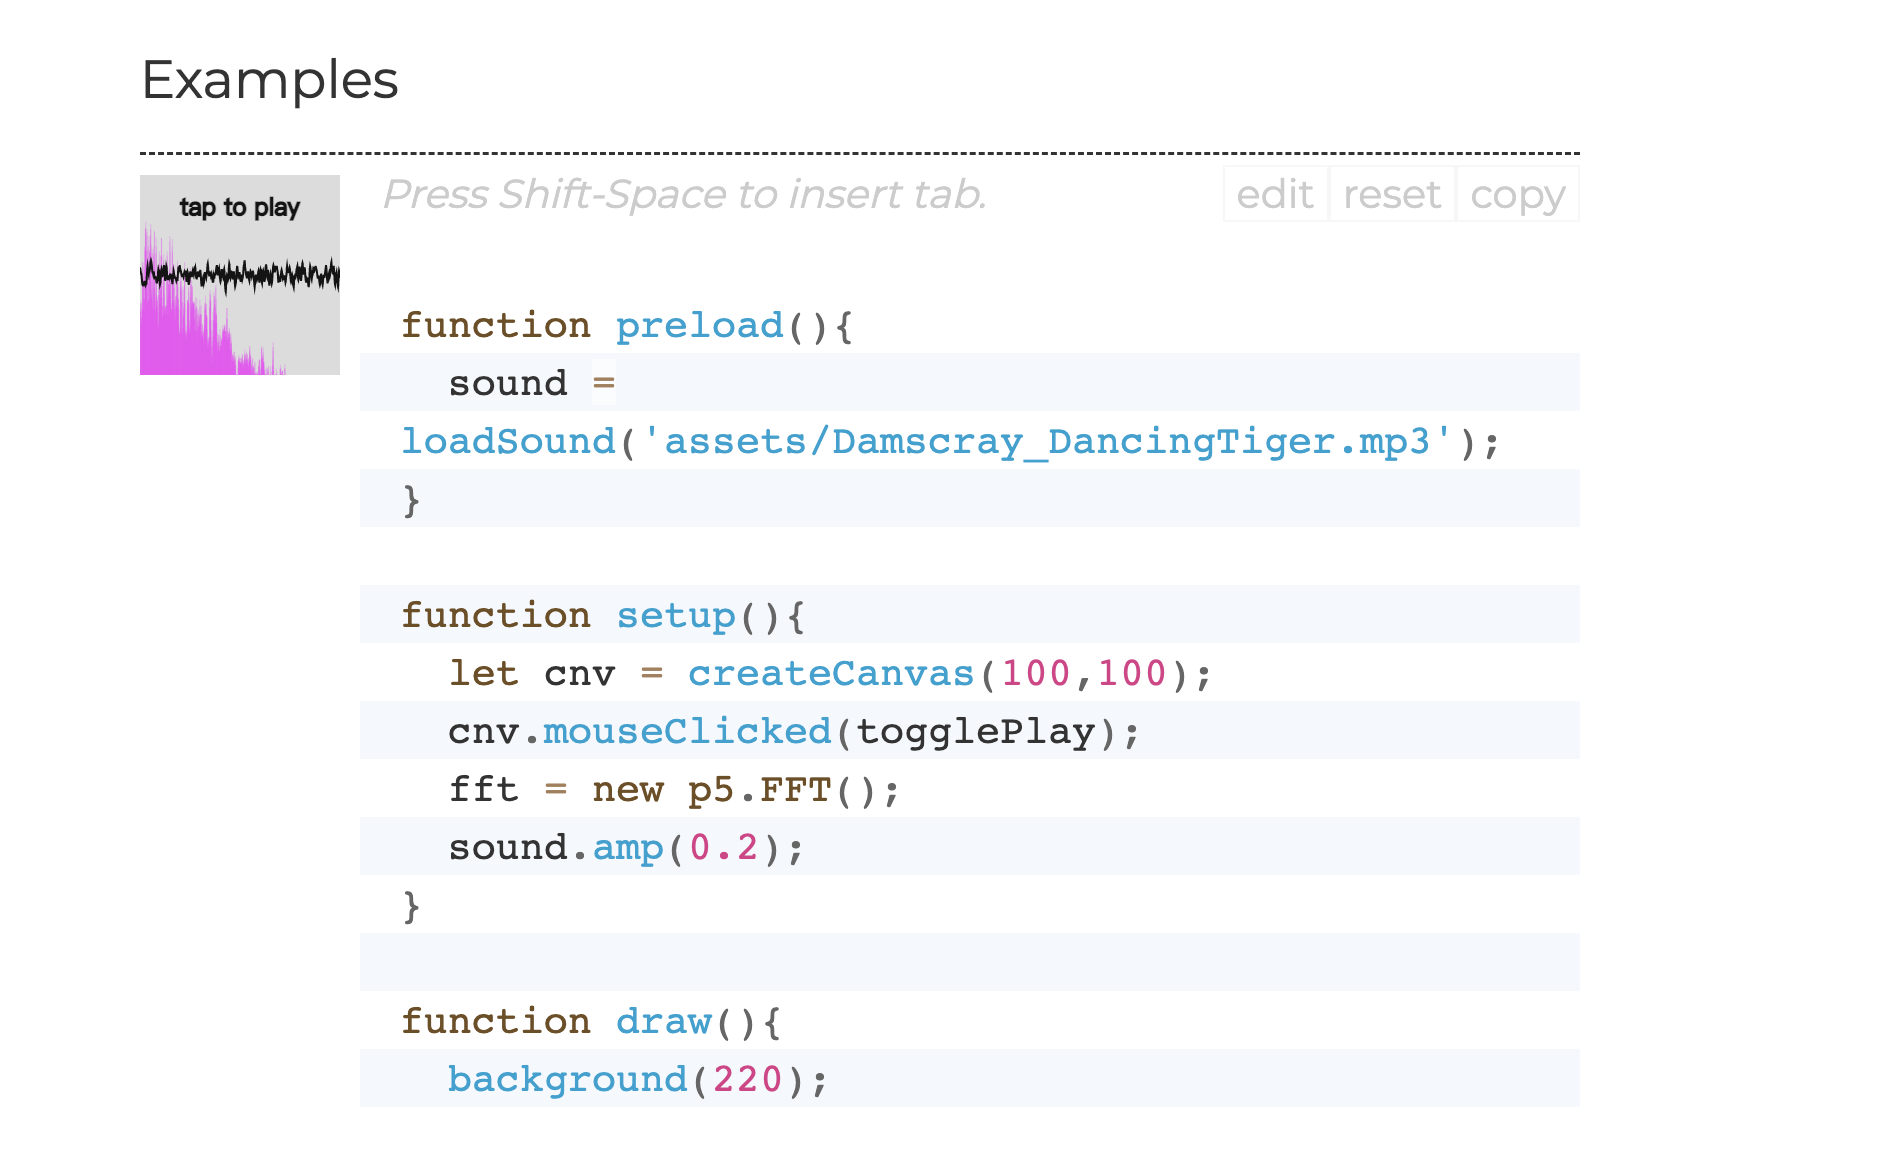 Examples
tap to play
Press Shift-Space to insert tab.
edit reset copy
function preload(){
  sound =
loadSound('assets/Damscray_DancingTiger.mp3');
}
function setup(){
  let cnv = createCanvas(100,100);
  cnv.mouseClicked(togglePlay);
  fft = new p5.FFT();
  sound.amp(0.2);
}
function draw(){
  background(220);